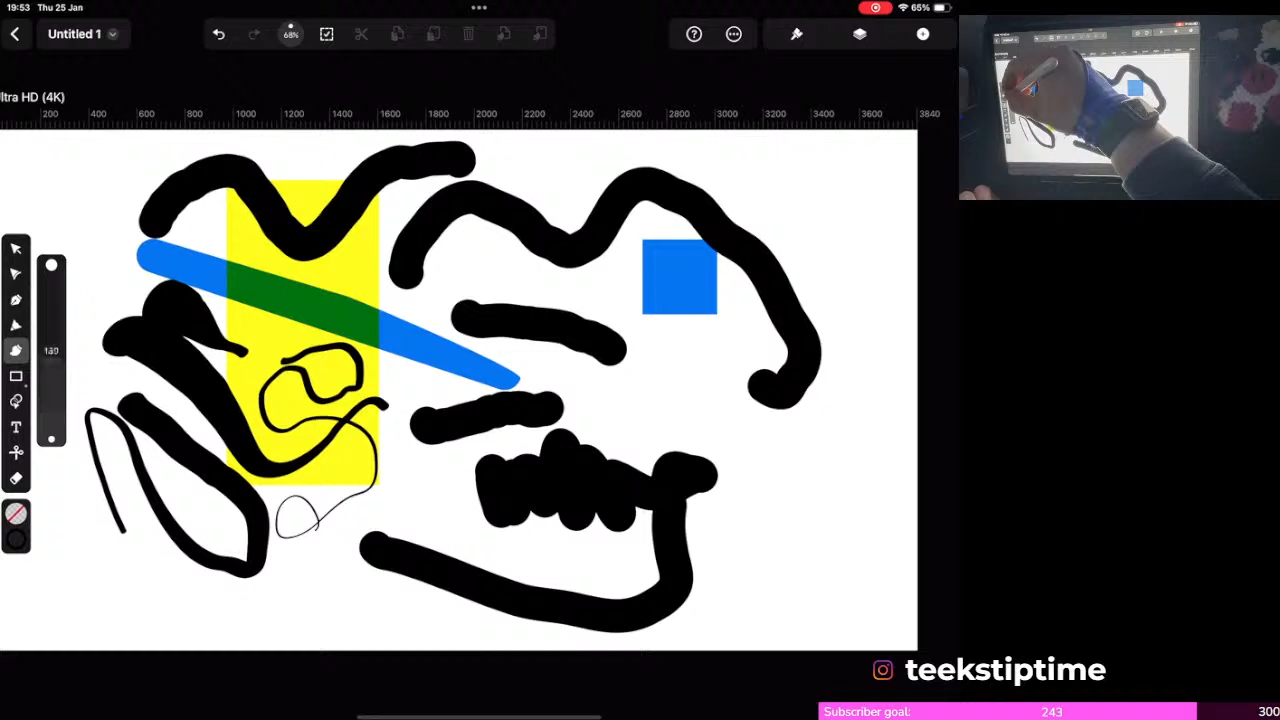 19:53 Thu 25 Jan
65%
Untitled 1
68%
ltra HD (4K)
200 400 600 800 1000 1200 1400 1600 1800 2000 2200 2400 2600 2800 3000 3200 3400 3600 3840
T
teekstiptime
Subscriber goal: 243 300